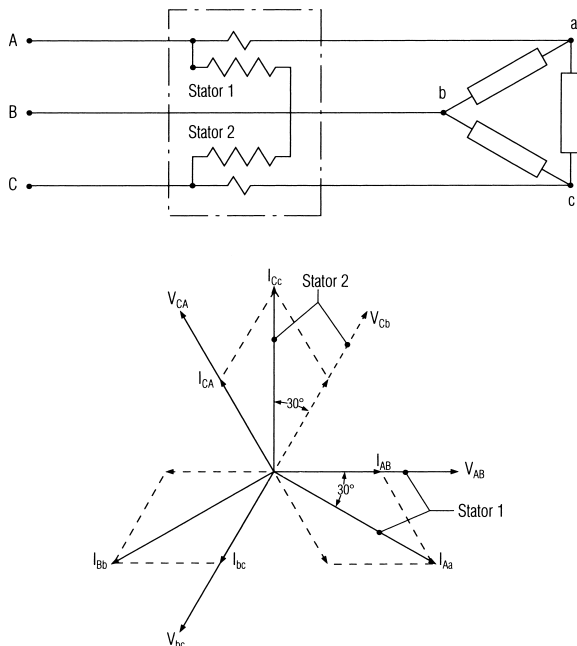 A
a
Stator 1
b
B
Stator 2
C
c
I_Cc
Stator 2
V_CA
V_Cb
I_CA
30°
I_AB
V_AB
30°
Stator 1
I_Bb
I_bc
I_Aa
V_bc